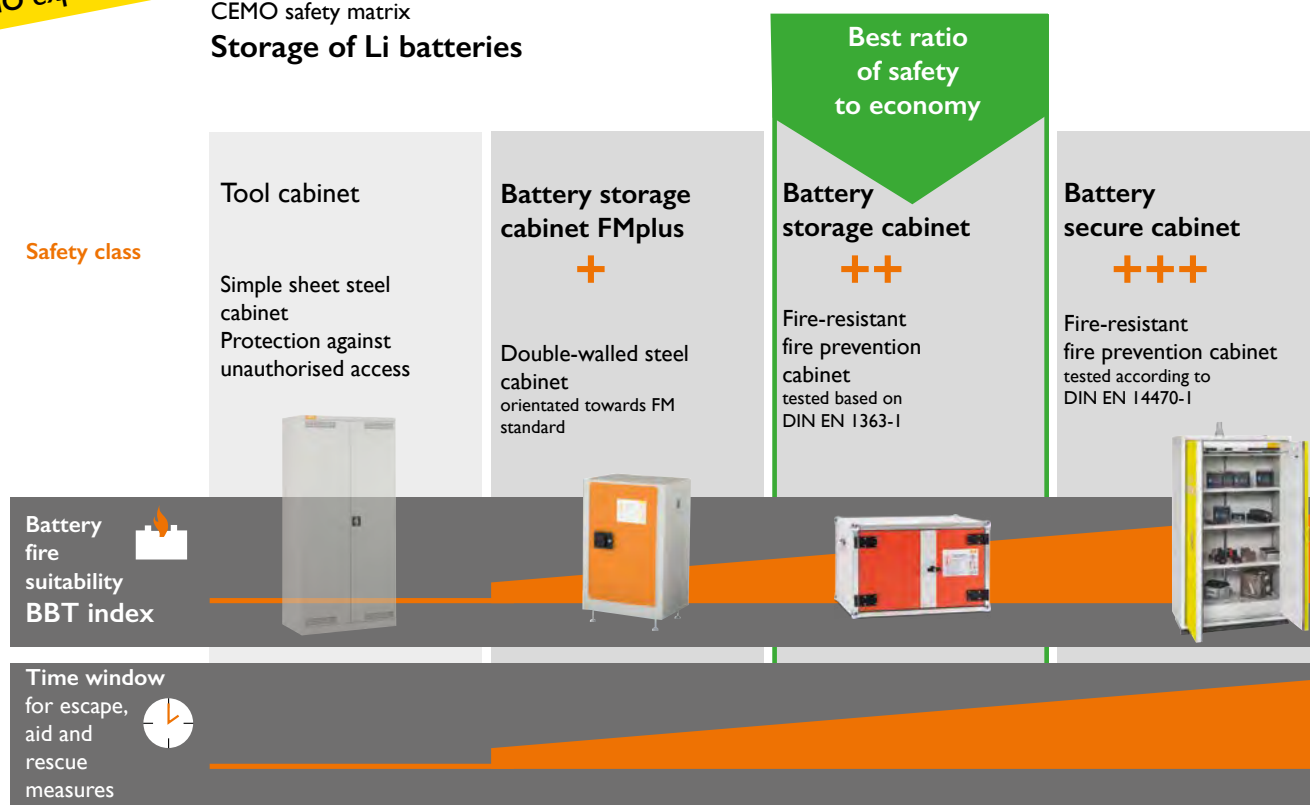 CEMO safety matrix
Storage of Li batteries
Best ratio
of safety
to economy
Safety class
Tool cabinet
Simple sheet steel
cabinet
Protection against
unauthorised access
Battery storage
cabinet FMplus
+
Double-walled steel
cabinet
orientated towards FM
standard
Battery
storage cabinet
++
Fire-resistant
fire prevention
cabinet
tested based on
DIN EN 1363-1
Battery
secure cabinet
+++
Fire-resistant
fire prevention cabinet
tested according to
DIN EN 14470-1
Battery
fire
suitability
BBT index
Time window
for escape,
aid and
rescue
measures